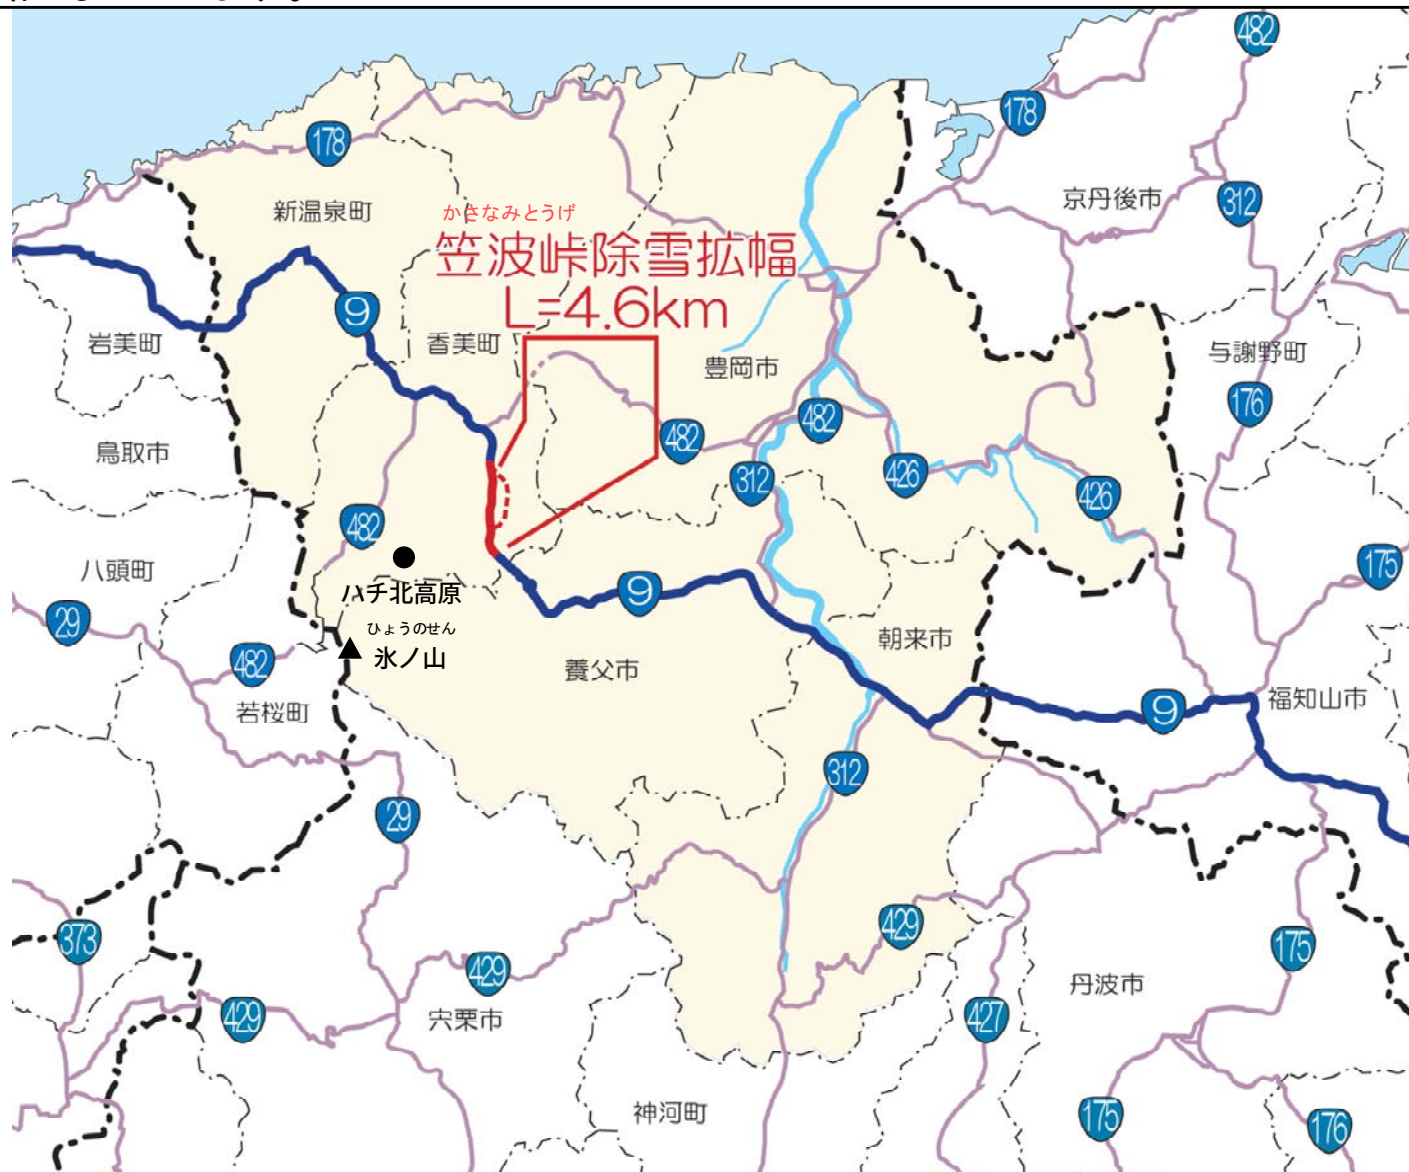 482
178
178
新温泉町
京丹後市
312
かさなみとうげ
笠波峠除雪拡幅
L=4.6km
9
岩美町
香美町
豊岡市
与謝野町
176
鳥取市
482
482
312
426
426
482
八頭町
175
ハチ北高原
29
9
ひょうのせん
氷ノ山
朝来市
482
養父市
若桜町
9
福知山市
312
29
373
429
429
175
丹波市
429
宍栗市
427
神河町
175
176